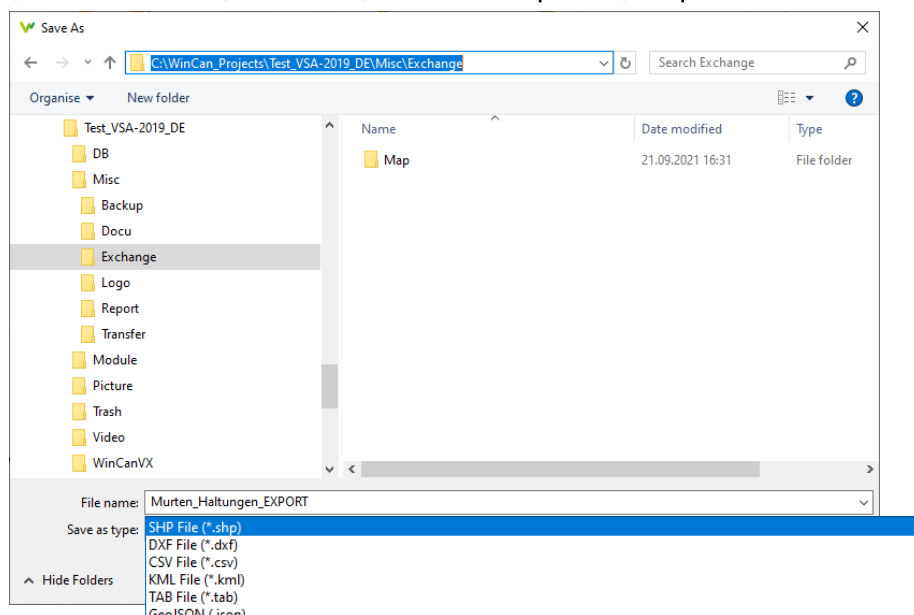 Save As
C:\WinCan_Projects\Test_VSA-2019_DE\Misc\Exchange
Search Exchange
Organise
New folder
Test_VSA-2019_DE
DB
Misc
Backup
Docu
Exchange
Logo
Report
Transfer
Module
Picture
Trash
Video
WinCanVX
Name
Date modified
Type
Map
21.09.2021 16:31
File folder
File name: Murten_Haltungen_EXPORT
Save as type: SHP File (*.shp)
DXF File (*.dxf)
CSV File (*.csv)
KML File (*.kml)
TAB File (*.tab)
GeoJSON (.json)
Hide Folders